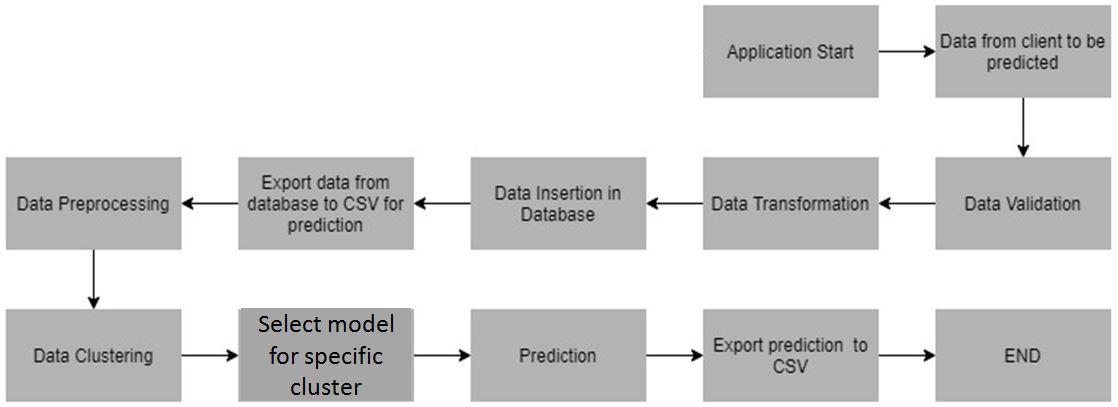 Application Start
Data from client to be
predicted
Data Validation
Data Transformation
Data Insertion in
Database
Export data from
database to CSV for
prediction
Data Preprocessing
Data Clustering
Select model
for specific
cluster
Prediction
Export prediction to
CSV
END